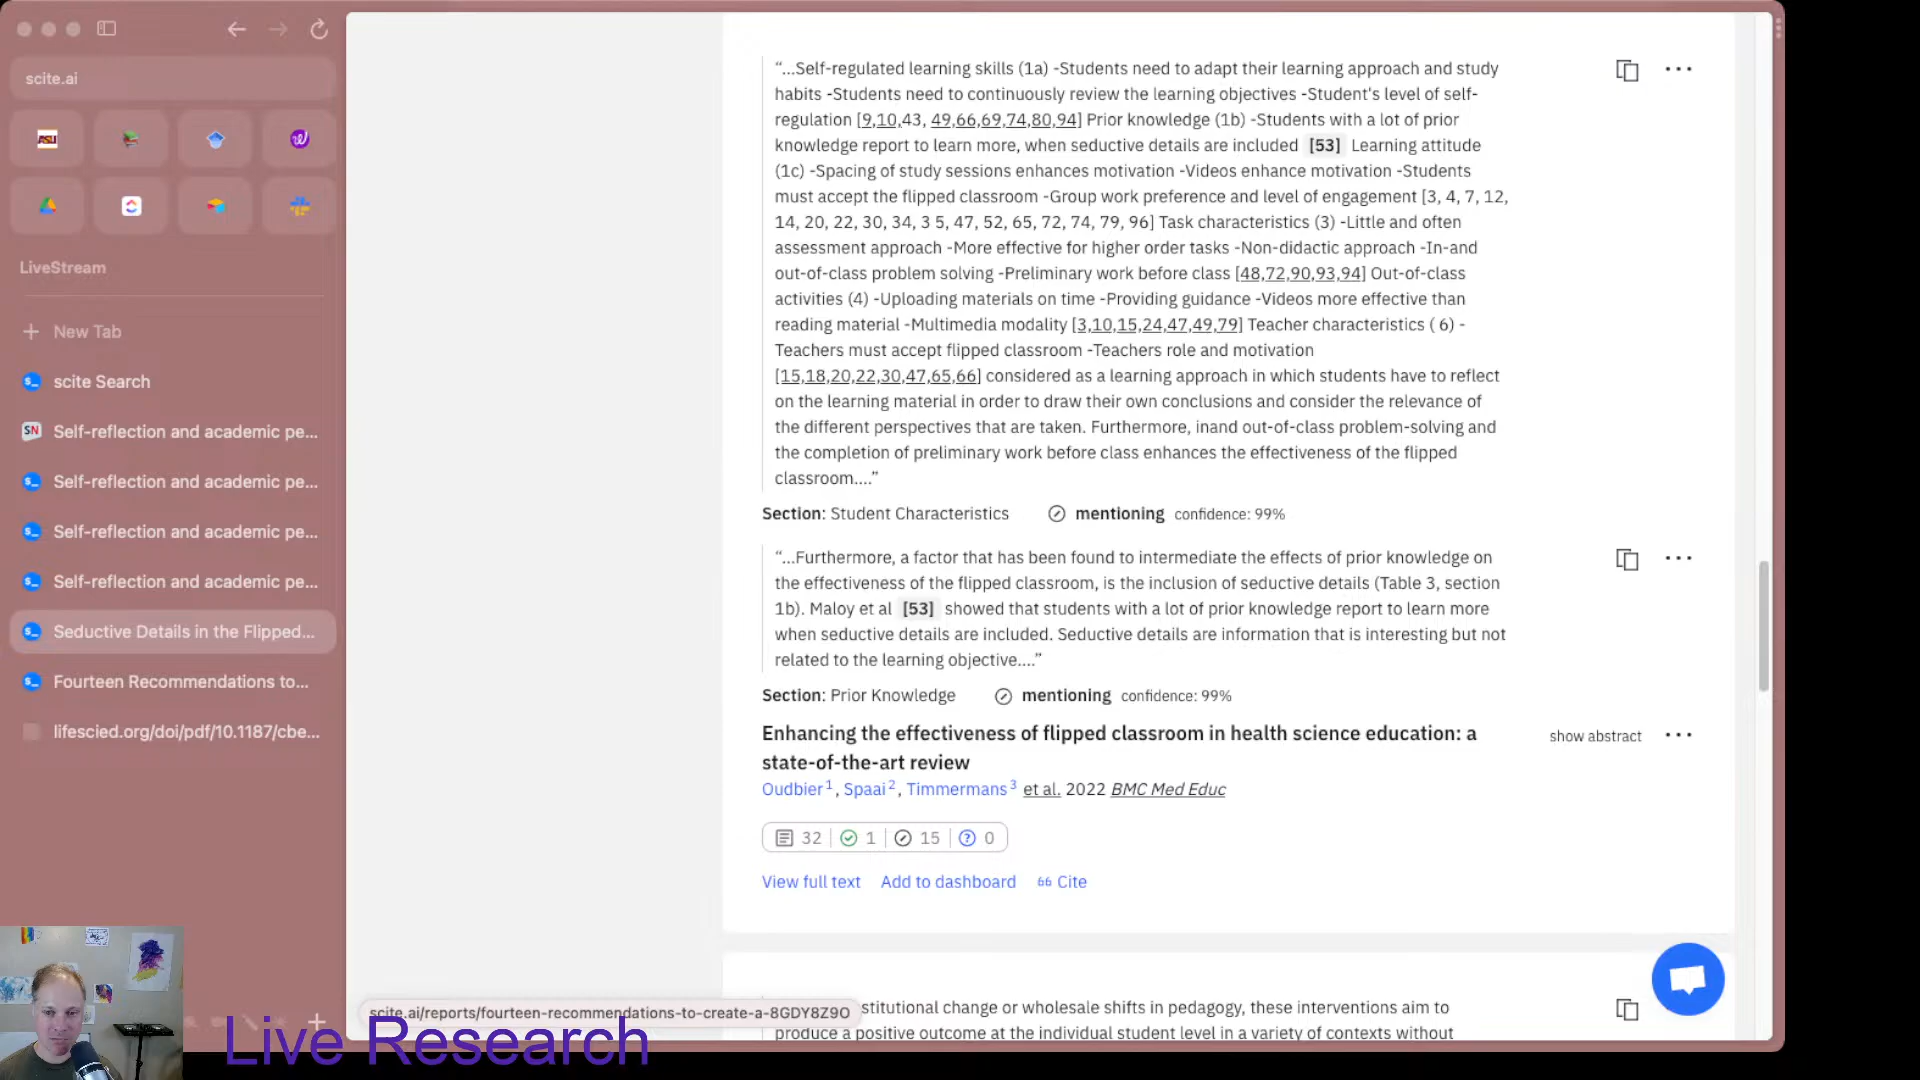 scite.ai
ASU
LiveStream
New Tab
scite Search
SN Self-reflection and academic pe...
Self-reflection and academic pe...
Self-reflection and academic pe...
Self-reflection and academic pe...
Seductive Details in the Flipped...
Fourteen Recommendations to...
lifescied.org/doi/pdf/10.1187/cbe...
“...Self-regulated learning skills (1a) -Students need to adapt their learning approach and study
habits -Students need to continuously review the learning objectives -Student's level of self-
regulation [9,10,43, 49,66,69,74,80,94] Prior knowledge (1b) -Students with a lot of prior
knowledge report to learn more, when seductive details are included [53] Learning attitude
(1c) -Spacing of study sessions enhances motivation -Videos enhance motivation -Students
must accept the flipped classroom -Group work preference and level of engagement [3, 4, 7, 12,
14, 20, 22, 30, 34, 3 5, 47, 52, 65, 72, 74, 79, 96] Task characteristics (3) -Little and often
assessment approach -More effective for higher order tasks -Non-didactic approach -In-and
out-of-class problem solving -Preliminary work before class [48,72,90,93,94] Out-of-class
activities (4) -Uploading materials on time -Providing guidance -Videos more effective than
reading material -Multimedia modality [3,10,15,24,47,49,79] Teacher characteristics ( 6) -
Teachers must accept flipped classroom -Teachers role and motivation
[15,18,20,22,30,47,65,66] considered as a learning approach in which students have to reflect
on the learning material in order to draw their own conclusions and consider the relevance of
the different perspectives that are taken. Furthermore, inand out-of-class problem-solving and
the completion of preliminary work before class enhances the effectiveness of the flipped
classroom....”
Section: Student Characteristics mentioning confidence: 99%
“...Furthermore, a factor that has been found to intermediate the effects of prior knowledge on
the effectiveness of the flipped classroom, is the inclusion of seductive details (Table 3, section
1b). Maloy et al [53] showed that students with a lot of prior knowledge report to learn more
when seductive details are included. Seductive details are information that is interesting but not
related to the learning objective....”
Section: Prior Knowledge mentioning confidence: 99%
Enhancing the effectiveness of flipped classroom in health science education: a
state-of-the-art review
show abstract
Oudbier 1, Spaai 2, Timmermans 3 et al. 2022 BMC Med Educ
32 1 15 ? 0
View full text Add to dashboard Cite
stitutional change or wholesale shifts in pedagogy, these interventions aim to
produce a positive outcome at the individual student level in a variety of contexts without
scite.ai/reports/fourteen-recommendations-to-create-a-8GDY8Z9O
Live Research